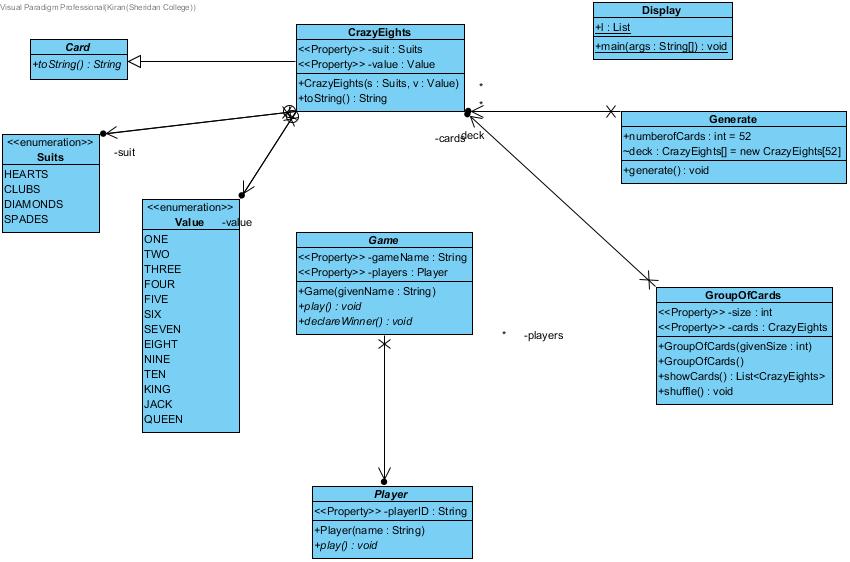 Visual Paradigm Professional(Kiran(Sheridan College))
Card
+toString() : String
CrazyEights
<<Property>> -suit : Suits
<<Property>> -value : Value
+CrazyEights(s : Suits, v : Value)
+toString() : String
Display
+l : List
+main(args : String[]) : void
*
*
-cards
deck
Generate
+numberofCards : int = 52
~deck : CrazyEights[] = new CrazyEights[52]
+generate() : void
<<enumeration>>
Suits
HEARTS
CLUBS
DIAMONDS
SPADES
-suit
<<enumeration>>
Value
ONE
TWO
THREE
FOUR
FIVE
SIX
SEVEN
EIGHT
NINE
TEN
KING
JACK
QUEEN
-value
Game
<<Property>> -gameName : String
<<Property>> -players : Player
+Game(givenName : String)
+play() : void
+declareWinner() : void
* -players
GroupOfCards
<<Property>> -size : int
<<Property>> -cards : CrazyEights
+GroupOfCards(givenSize : int)
+GroupOfCards()
+showCards() : List<CrazyEights>
+shuffle() : void
Player
<<Property>> -playerID : String
+Player(name : String)
+play() : void